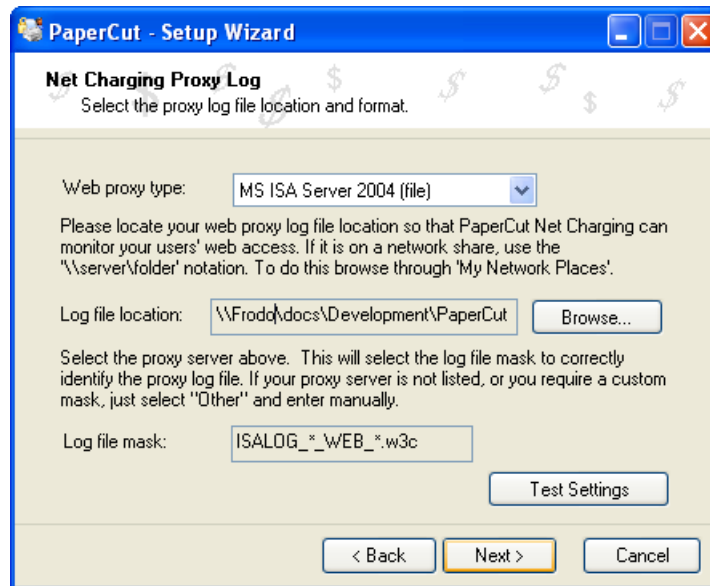 PaperCut - Setup Wizard
Net Charging Proxy Log
Select the proxy log file location and format.
Web proxy type: MS ISA Server 2004 (file)
Please locate your web proxy log file location so that PaperCut Net Charging can
monitor your users' web access. If it is on a network share, use the
'\\server\folder' notation. To do this browse through 'My Network Places'.
Log file location: \\Frodo\docs\Development\PaperCut Browse...
Select the proxy server above. This will select the log file mask to correctly
identify the proxy log file. If your proxy server is not listed, or you require a custom
mask, just select "Other" and enter manually.
Log file mask: ISALOG_*_WEB_*.w3c
Test Settings
< Back Next > Cancel